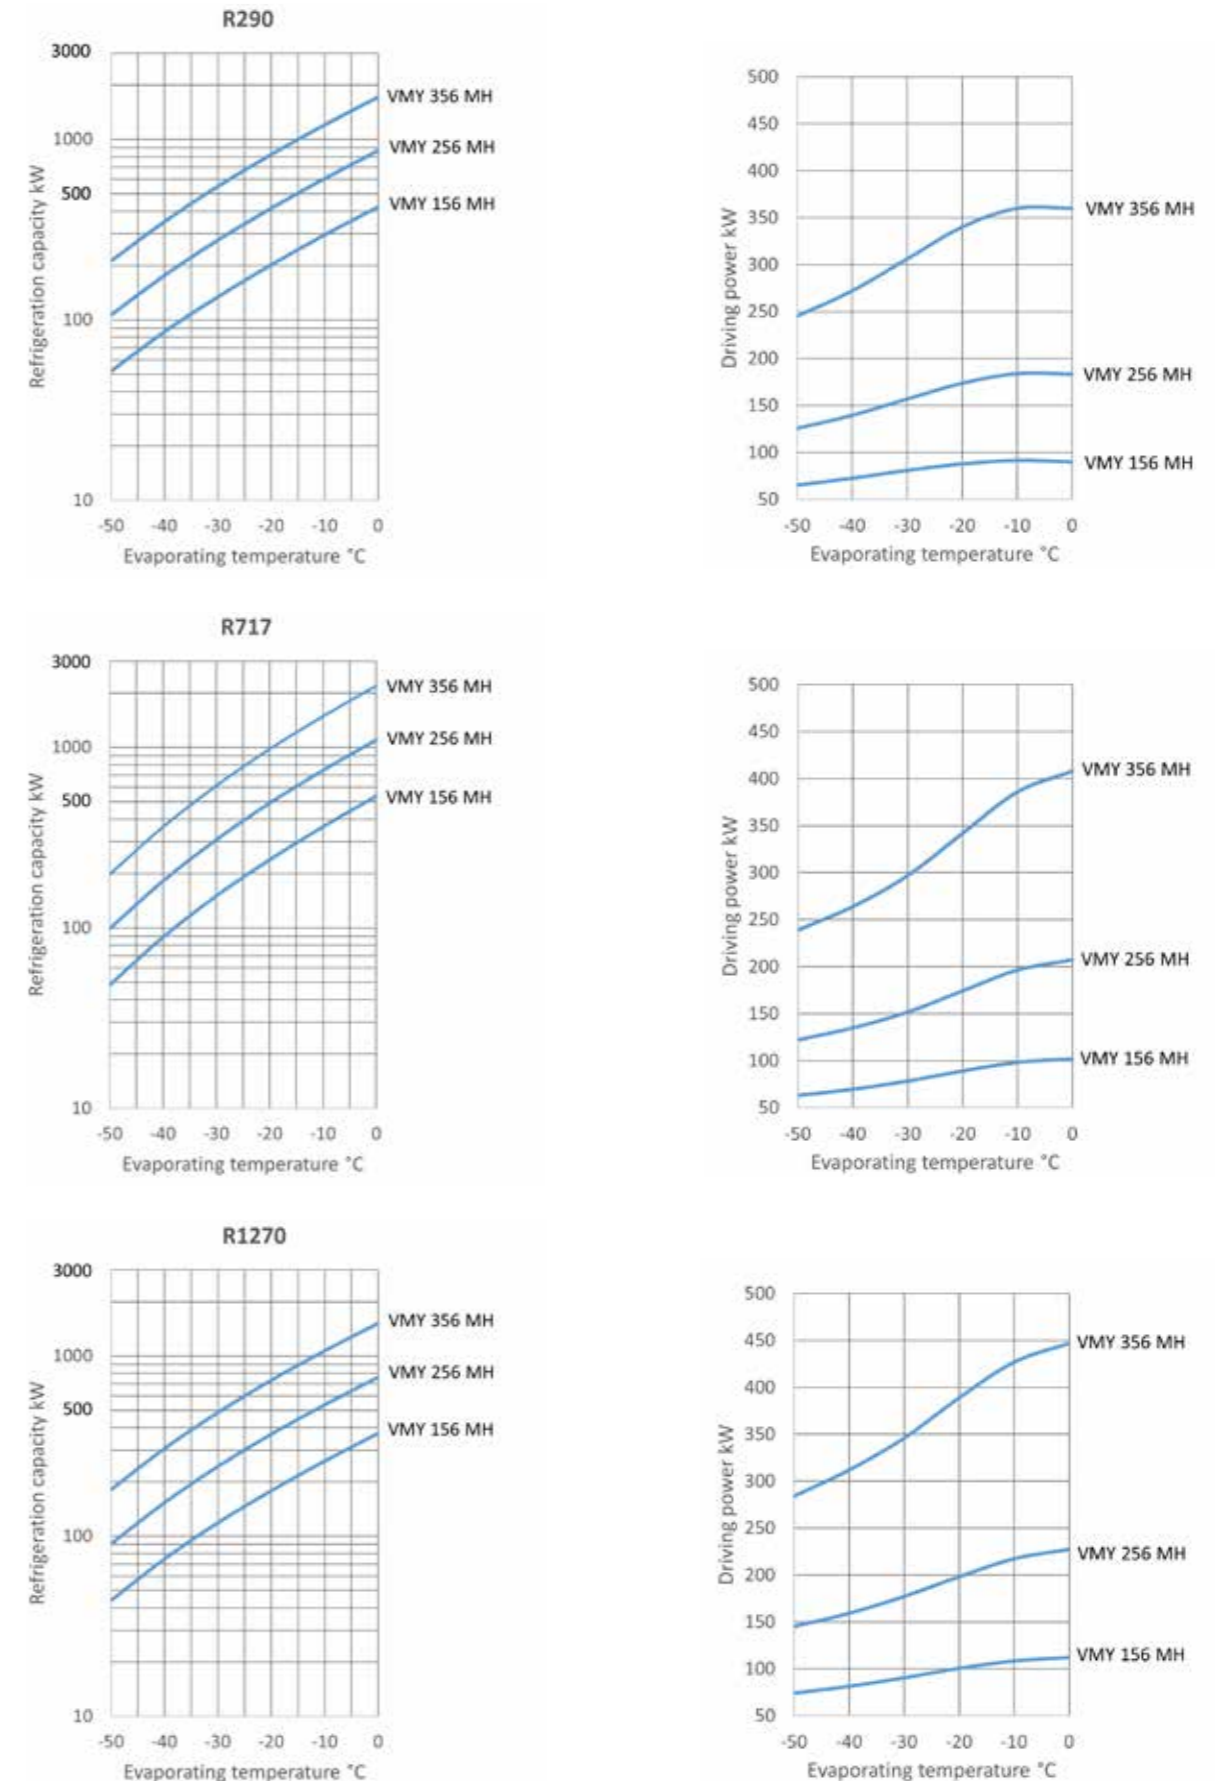 R290
3000
1000
500
100
10
Refrigeration capacity kW
VMY 356 MH
VMY 256 MH
VMY 156 MH
-50 -40 -30 -20 -10 0
Evaporating temperature °C
500
450
400
350
300
250
200
150
100
50
Driving power kW
VMY 356 MH
VMY 256 MH
VMY 156 MH
-50 -40 -30 -20 -10 0
Evaporating temperature °C
R717
3000
1000
500
100
10
Refrigeration capacity kW
VMY 356 MH
VMY 256 MH
VMY 156 MH
-50 -40 -30 -20 -10 0
Evaporating temperature °C
500
450
400
350
300
250
200
150
100
50
Driving power kW
VMY 356 MH
VMY 256 MH
VMY 156 MH
-50 -40 -30 -20 -10 0
Evaporating temperature °C
R1270
3000
1000
500
100
10
Refrigeration capacity kW
VMY 356 MH
VMY 256 MH
VMY 156 MH
-50 -40 -30 -20 -10 0
Evaporating temperature °C
500
450
400
350
300
250
200
150
100
50
Driving power kW
VMY 356 MH
VMY 256 MH
VMY 156 MH
-50 -40 -30 -20 -10 0
Evaporating temperature °C